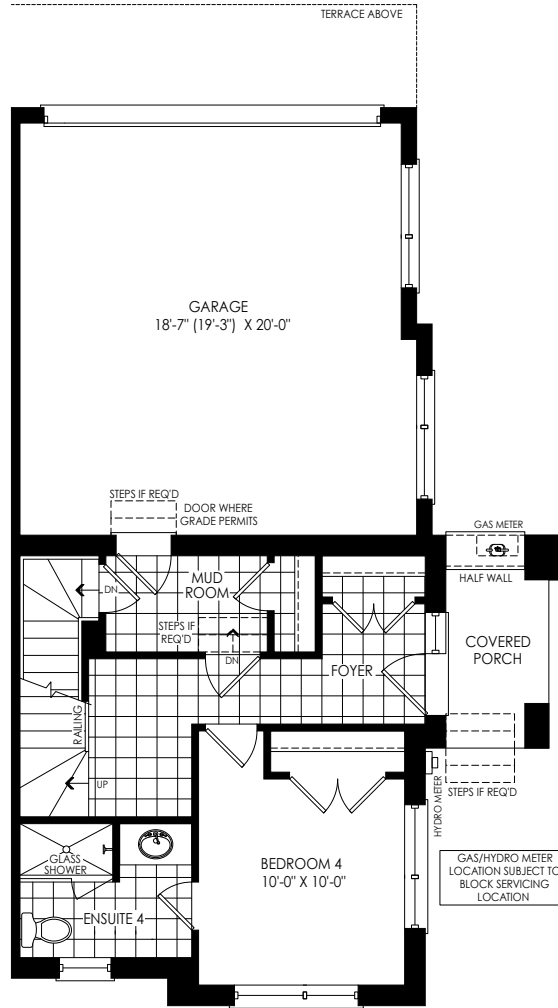 TERRACE ABOVE
GARAGE
18'-7" (19'-3") X 20'-0"
STEPS IF REQ'D
DOOR WHERE
GRADE PERMITS
GAS METER
HALF WALL
DN
MUD
ROOM
STEPS IF
REQ'D
DN
FOYER
COVERED
PORCH
RAILING
UP
STEPS IF REQ'D
HYDRO METER
GLASS
SHOWER
ENSUITE 4
BEDROOM 4
10'-0" X 10'-0"
GAS/HYDRO METER
LOCATION SUBJECT TO
BLOCK SERVICING
LOCATION